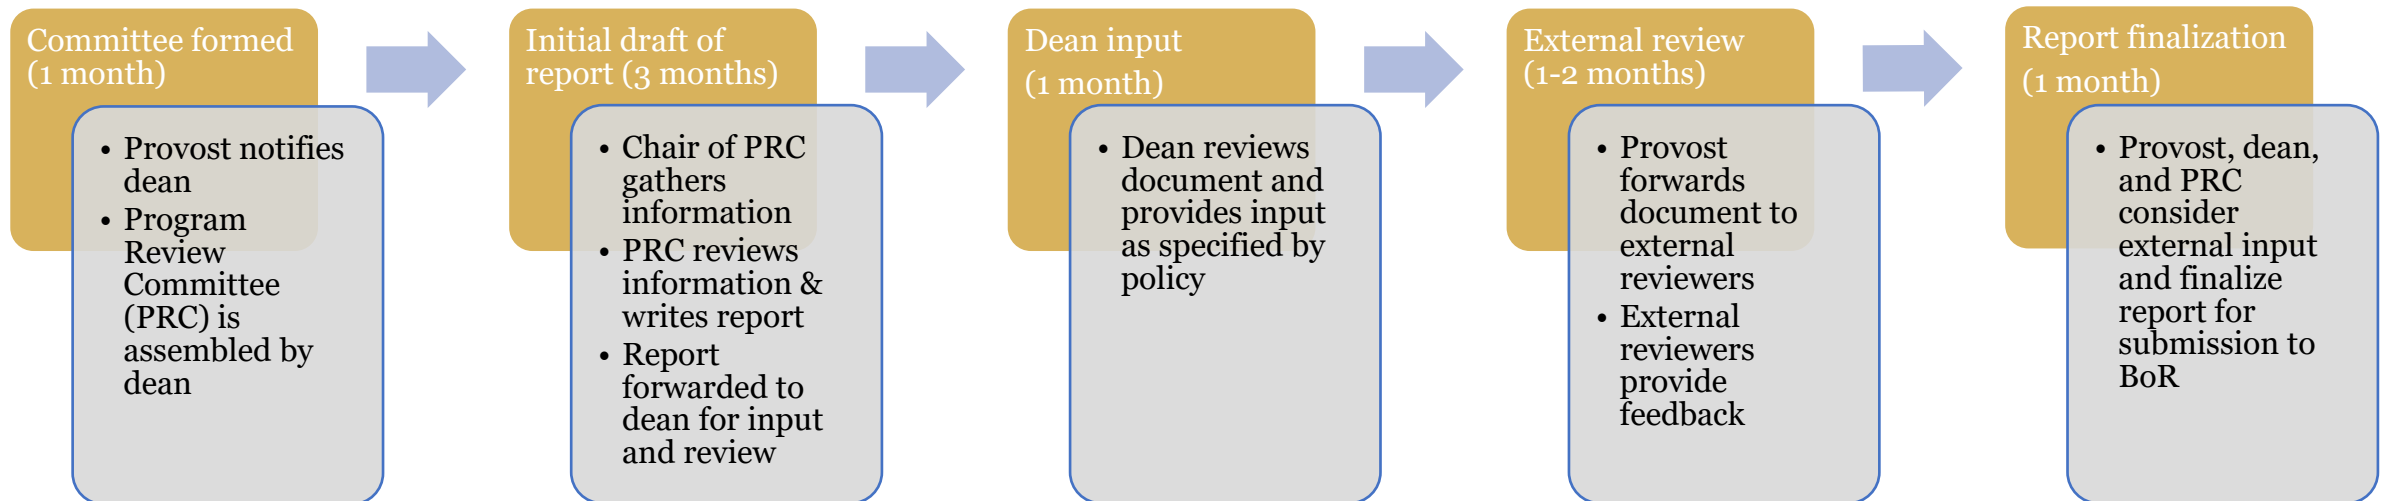 Committee formed
(1 month)
• Provost notifies
dean
• Program
Review
Committee
(PRC) is
assembled by
dean
Initial draft of
report (3 months)
• Chair of PRC
gathers
information
• PRC reviews
information &
writes report
• Report
forwarded to
dean for input
and review
Dean input
(1 month)
• Dean reviews
document and
provides input
as specified by
policy
External review
(1-2 months)
• Provost
forwards
document to
external
reviewers
• External
reviewers
provide
feedback
Report finalization
(1 month)
• Provost, dean,
and PRC
consider
external input
and finalize
report for
submission to
BoR